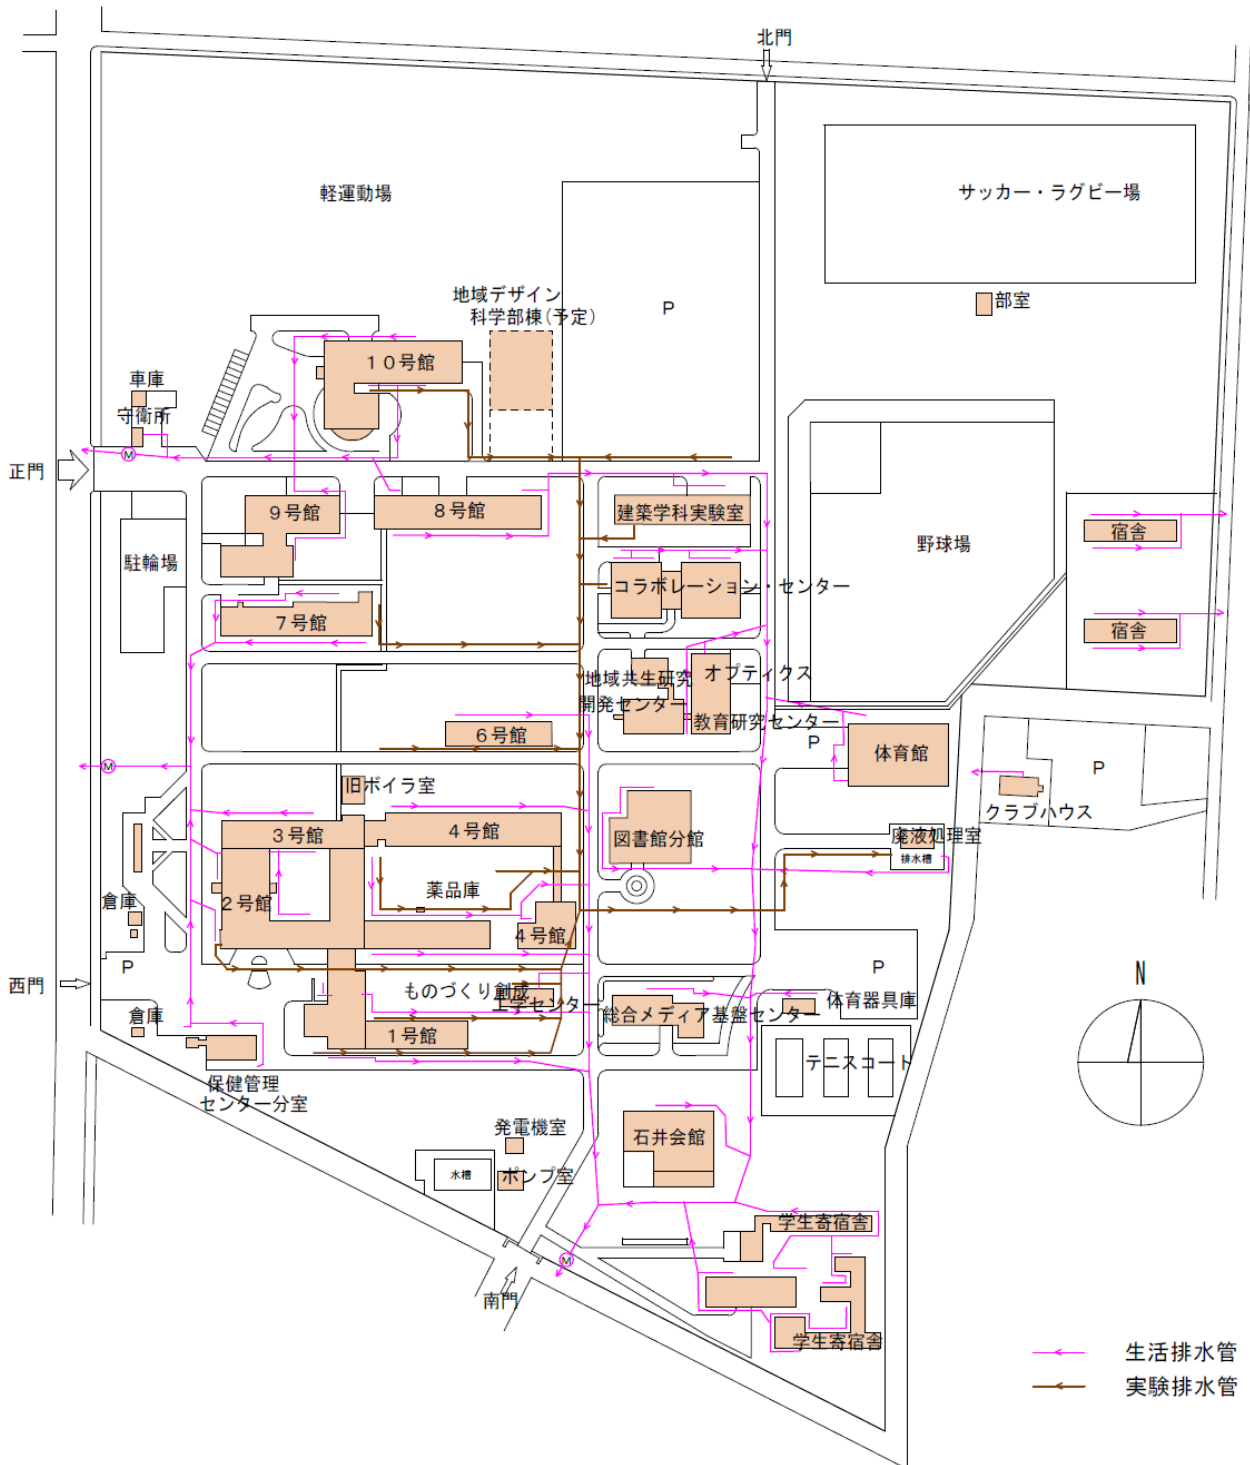 北門
軽運動場
サッカー・ラグビー場
地域デザイン
科学部棟(予定)
P
部室
10号館
車庫
守衛所
M
正門
9号館
8号館
建築学科実験室
宿舎
野球場
駐輪場
コラボレーション・センター
7号館
宿舎
地域共生研究
開発センター
オプティクス
教育研究センター
6号館
P
体育館
M
P
旧ボイラ室
クラブハウス
3号館
4号館
図書館分館
廃液処理室
排水槽
薬品庫
倉庫
2号館
4号館
P
P
N
西門
ものづくり創成
工学センター
体育器具庫
倉庫
総合メディア基盤センター
1号館
テニスコート
保健管理
センター分室
発電機室
石井会館
水槽
ポンプ室
学生寄宿舎
M
南門
学生寄宿舎
生活排水管
実験排水管